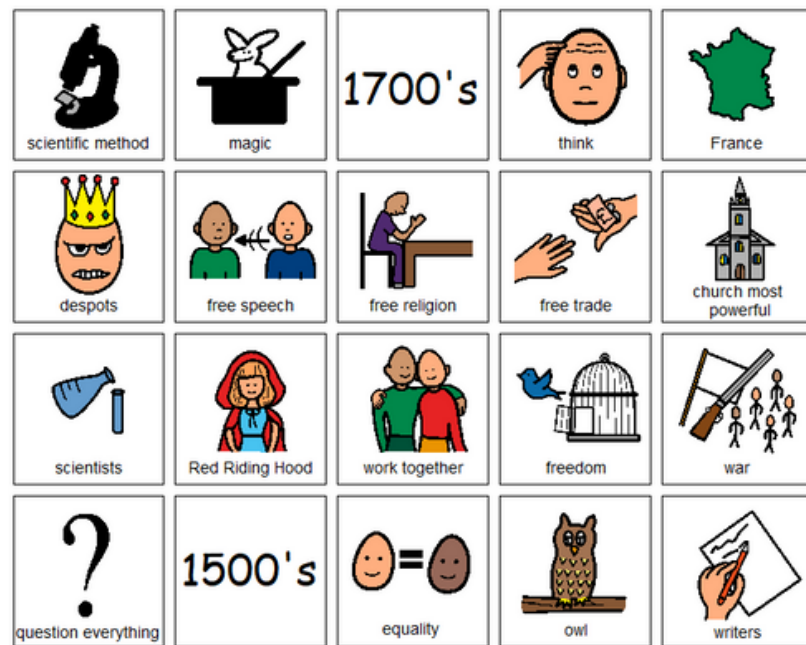 scientific method
magic
1700's
think
France
despots
free speech
free religion
free trade
church most
powerful
scientists
Red Riding Hood
work together
freedom
war
question everything
1500's
equality
owl
writers